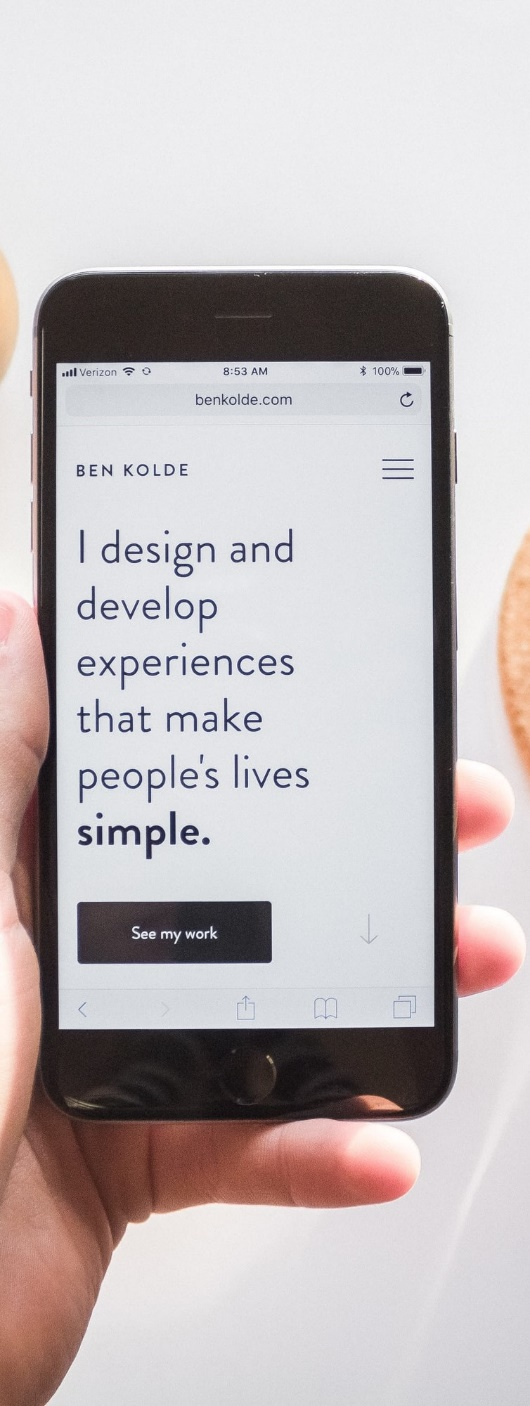 Verizon 8:53 AM 100%
benkolde.com
BEN KOLDE
I design and
develop
experiences
that make
people's lives
simple.
See my work